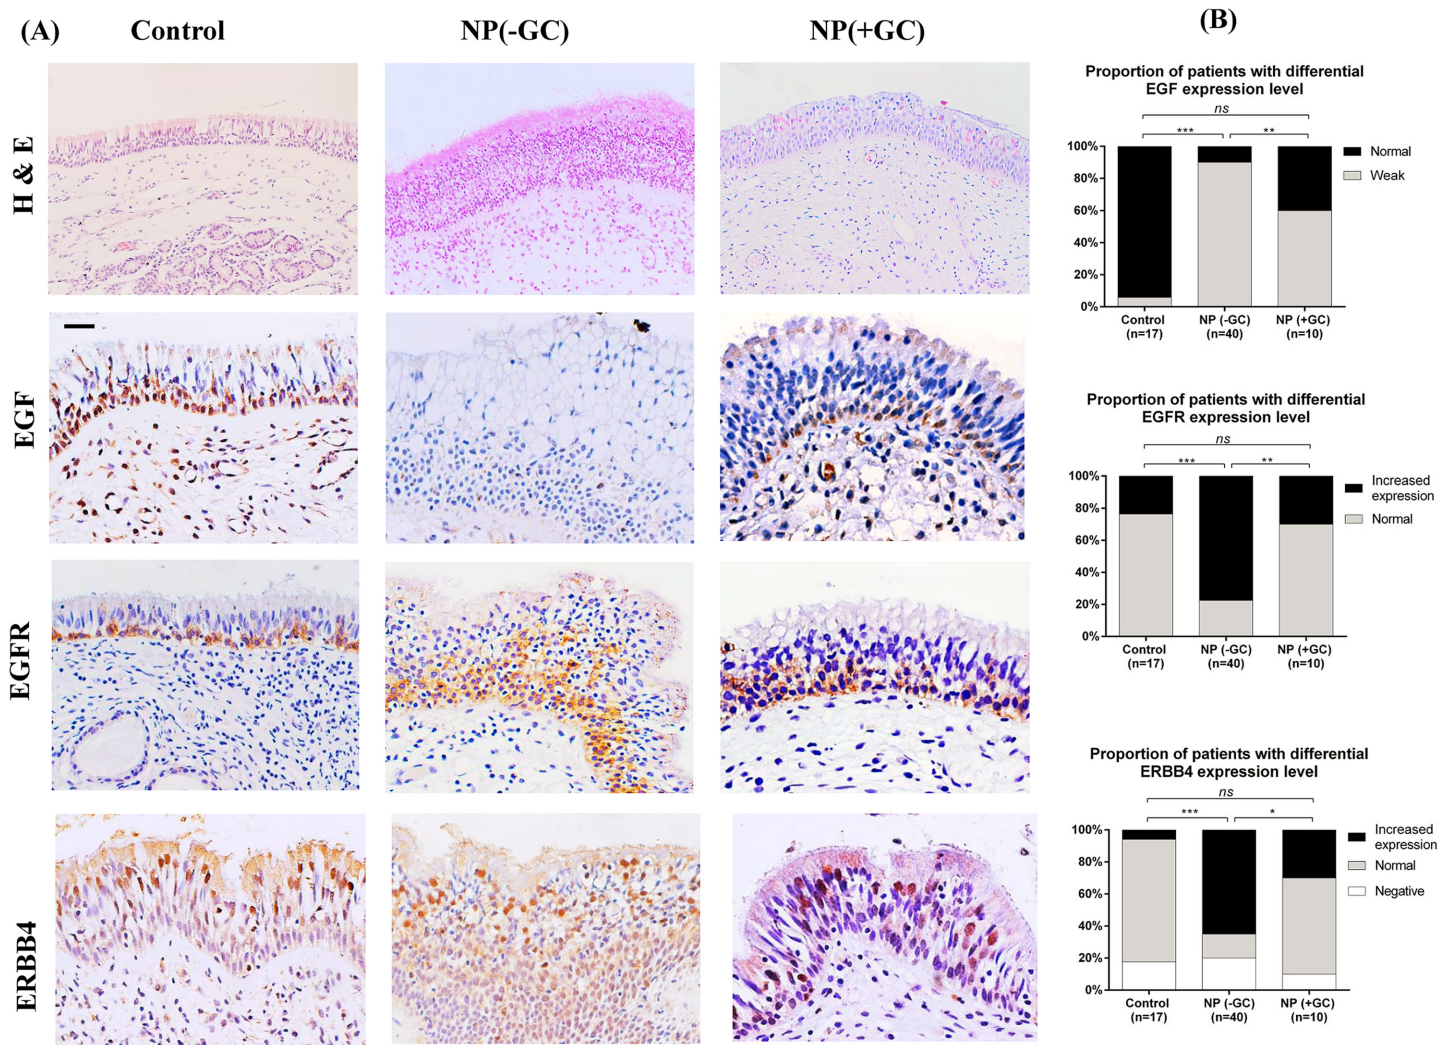 (A)
Control
NP(-GC)
NP(+GC)
(B)
H & E
EGF
EGFR
ERBB4
Proportion of patients with differential
EGF expression level
ns
*** **
100%
80%
60%
40%
20%
0%
Normal
Weak
Control
(n=17)
NP (-GC)
(n=40)
NP (+GC)
(n=10)
Proportion of patients with differential
EGFR expression level
ns
*** **
100%
80%
60%
40%
20%
0%
Increased
expression
Normal
Control
(n=17)
NP (-GC)
(n=40)
NP (+GC)
(n=10)
Proportion of patients with differential
ERBB4 expression level
ns
*** *
100%
80%
60%
40%
20%
0%
Increased
expression
Normal
Negative
Control
(n=17)
NP (-GC)
(n=40)
NP (+GC)
(n=10)